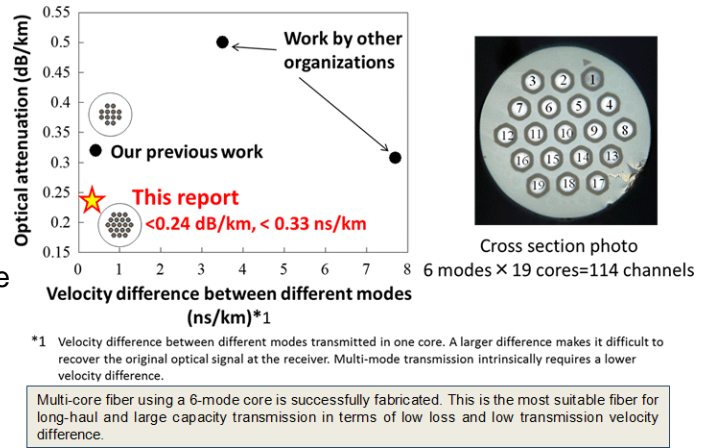 Optical attenuation (dB/km)
0.55
0.5
0.45
0.4
0.35
0.3
0.25
0.2
0.15
0 1 2 3 4 5 6 7 8
Work by other
organizations
Our previous work
This report
<0.24 dB/km, < 0.33 ns/km
Velocity difference between different modes
(ns/km)*1
3 2 1
7 6 5 4
12 11 10 9 8
16 15 14 13
19 18 17
Cross section photo
6 modes × 19 cores=114 channels
e
*1 Velocity difference between different modes transmitted in one core. A larger difference makes it difficult to
recover the original optical signal at the receiver. Multi-mode transmission intrinsically requires a lower
velocity difference.
Multi-core fiber using a 6-mode core is successfully fabricated. This is the most suitable fiber for
long-haul and large capacity transmission in terms of low loss and low transmission velocity
difference.